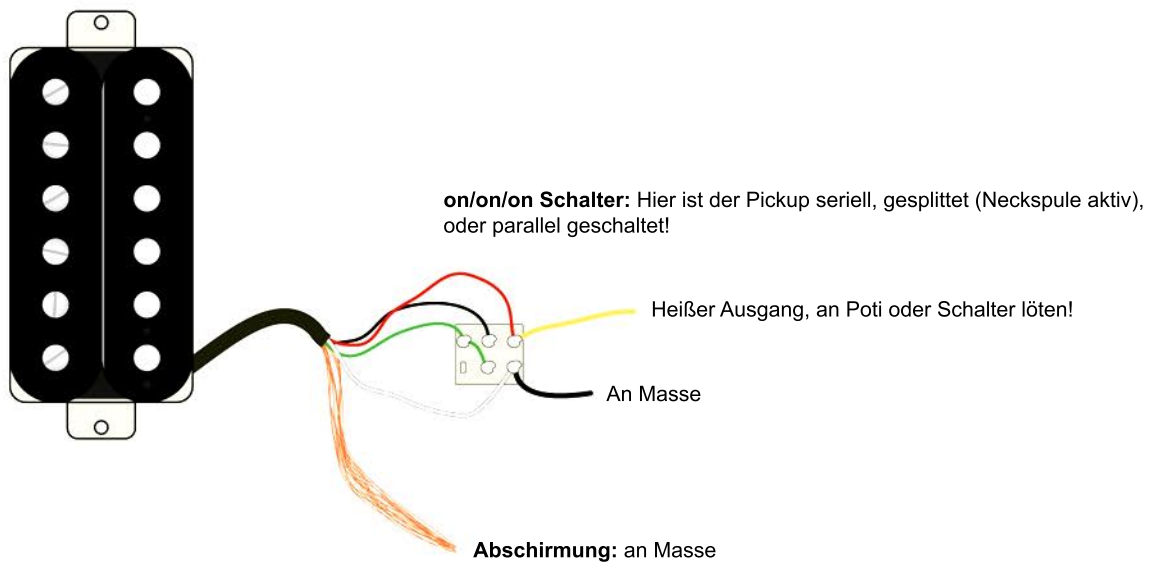 on/on/on Schalter: Hier ist der Pickup seriell, gesplittet (Neckspule aktiv),
oder parallel geschaltet!
Heißer Ausgang, an Poti oder Schalter löten!
An Masse
Abschirmung: an Masse